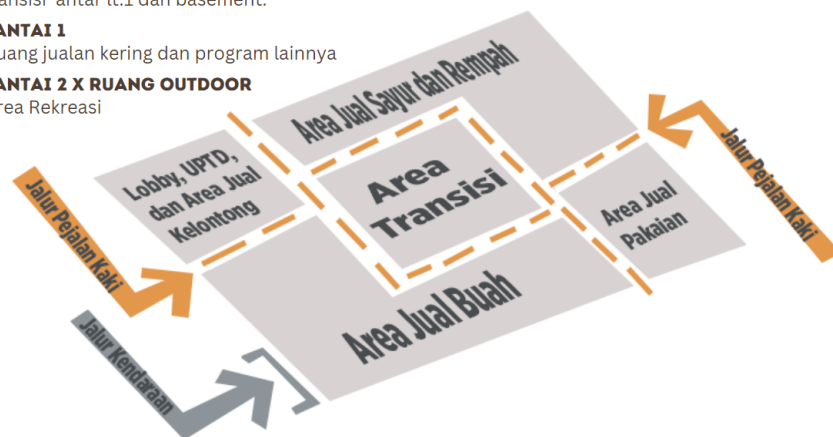 antar lt.1 dan basement.
ANTAI 1
uang jualan kering dan program lainnya
ANTAI 2 X RUANG OUTDOOR
rea Rekreasi
Area Jual Sayur dan Rempah
Lobby, UPTD,
dan Area Jual
Kelontong
Area
Transisi
Area Jual
Pakaian
Area Jual Buah
Jalur Pejalan Kaki
Jalur Pejalan Kaki
Jalur Kendaraan